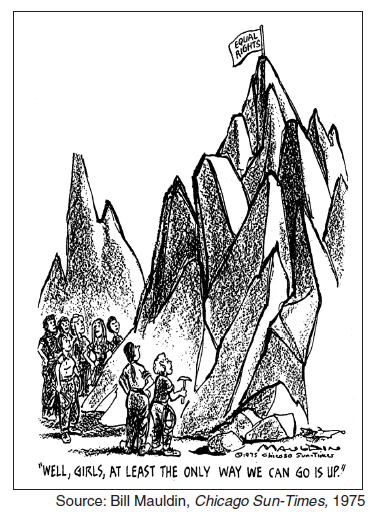 EQUAL
RIGHTS
MAULDIN
©1975 Chicago Sun-Times
"WELL, GIRLS, AT LEAST THE ONLY WAY WE CAN GO IS UP."
Source: Bill Mauldin, Chicago Sun-Times, 1975